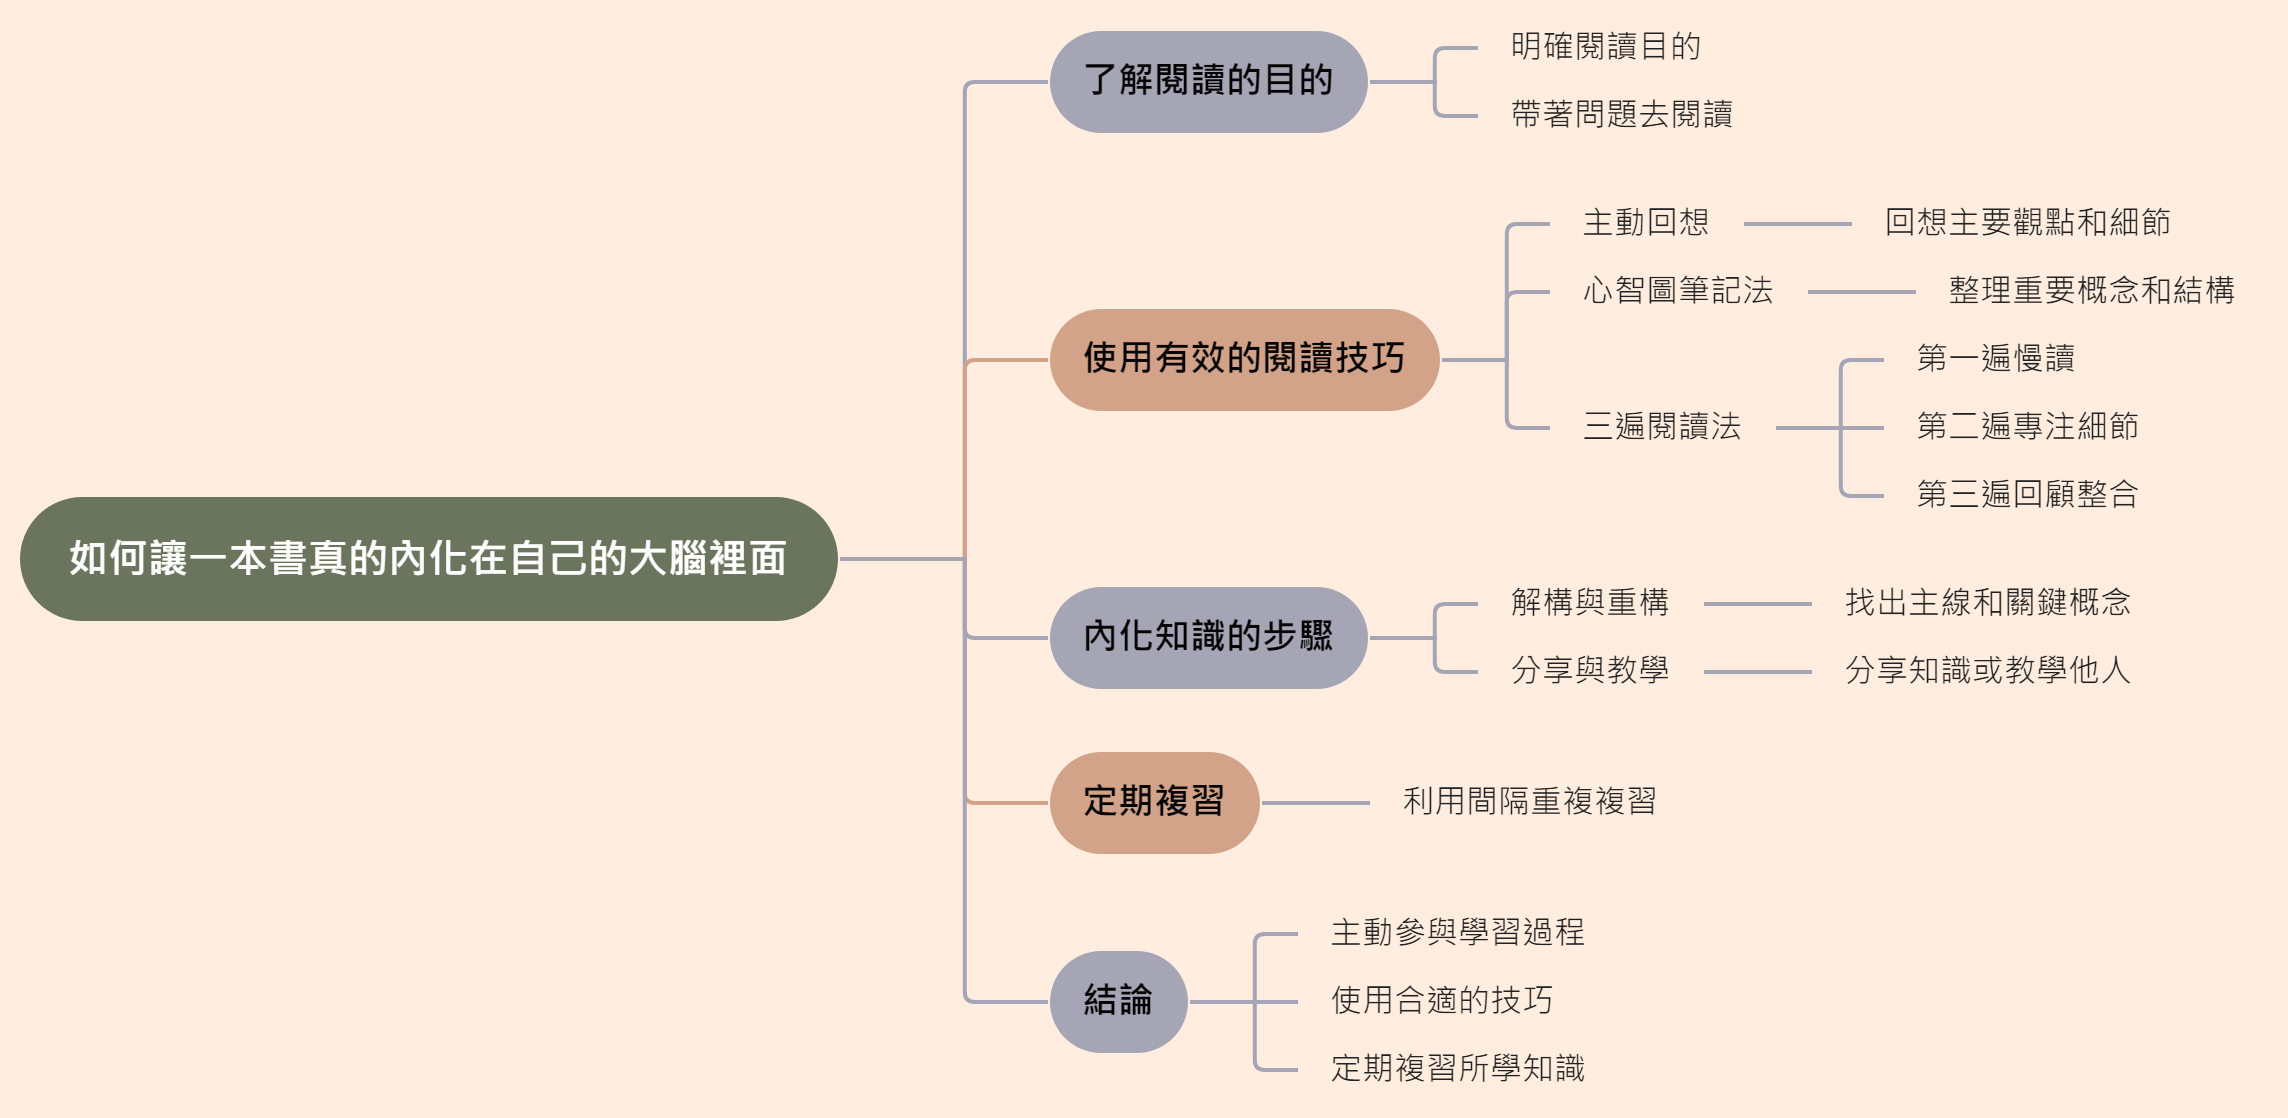 如何讓一本書真的內化在自己的大腦裡面
了解閱讀的目的
明確閱讀目的
帶著問題去閱讀
使用有效的閱讀技巧
主動回想
回想主要觀點和細節
心智圖筆記法
整理重要概念和結構
三遍閱讀法
第一遍慢讀
第二遍專注細節
第三遍回顧整合
內化知識的步驟
解構與重構
找出主線和關鍵概念
分享與教學
分享知識或教學他人
定期複習
利用間隔重複複習
結論
主動參與學習過程
使用合適的技巧
定期複習所學知識